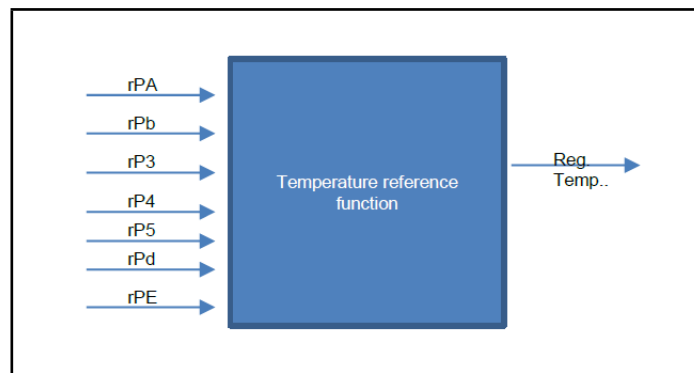 rPA
rPb
rP3
rP4
rP5
rPd
rPE
Temperature reference
function
Reg.
Temp..